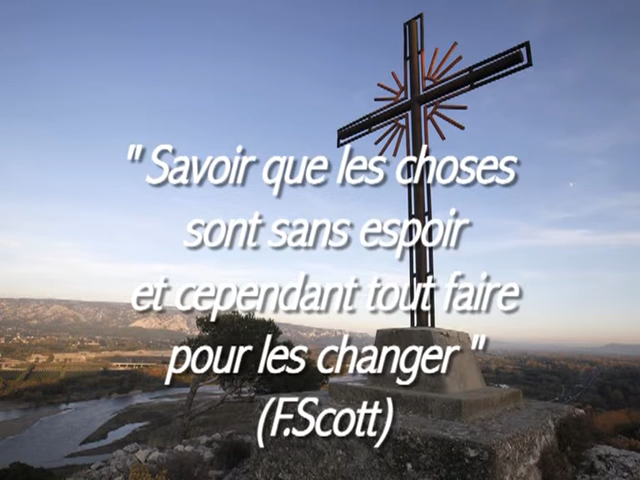 " Savoir que les choses
sont sans espoir
et cependant tout faire
pour les changer "
(F.Scott)